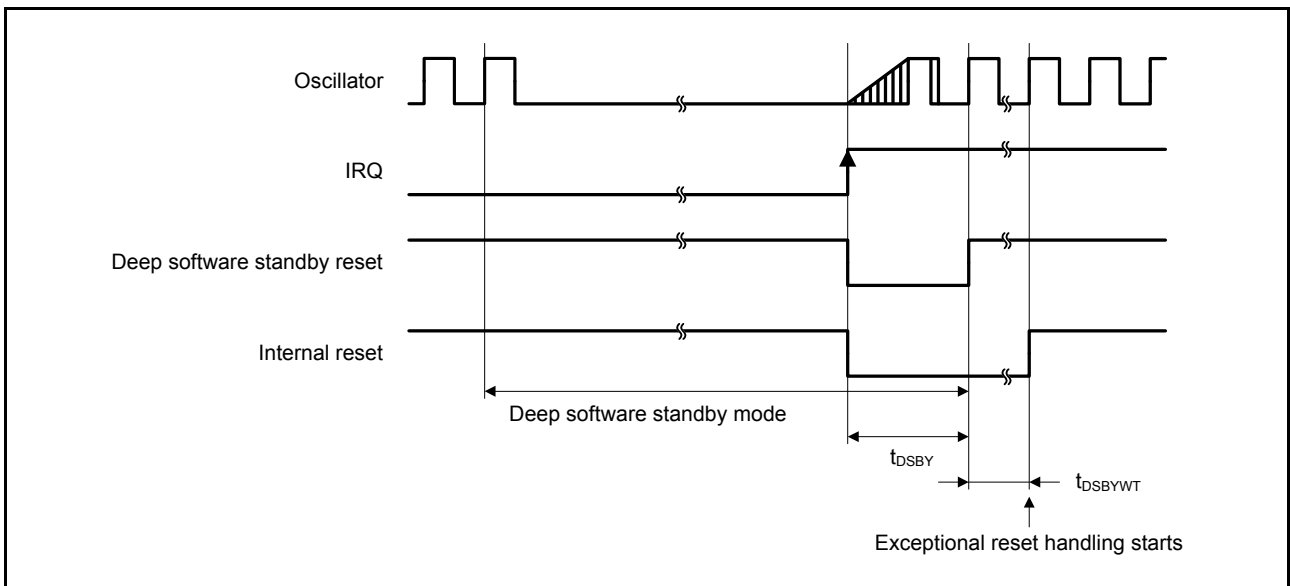 Oscillator
IRQ
Deep software standby reset
Internal reset
Deep software standby mode
tDSBY
tDSBYWT
Exceptional reset handling starts